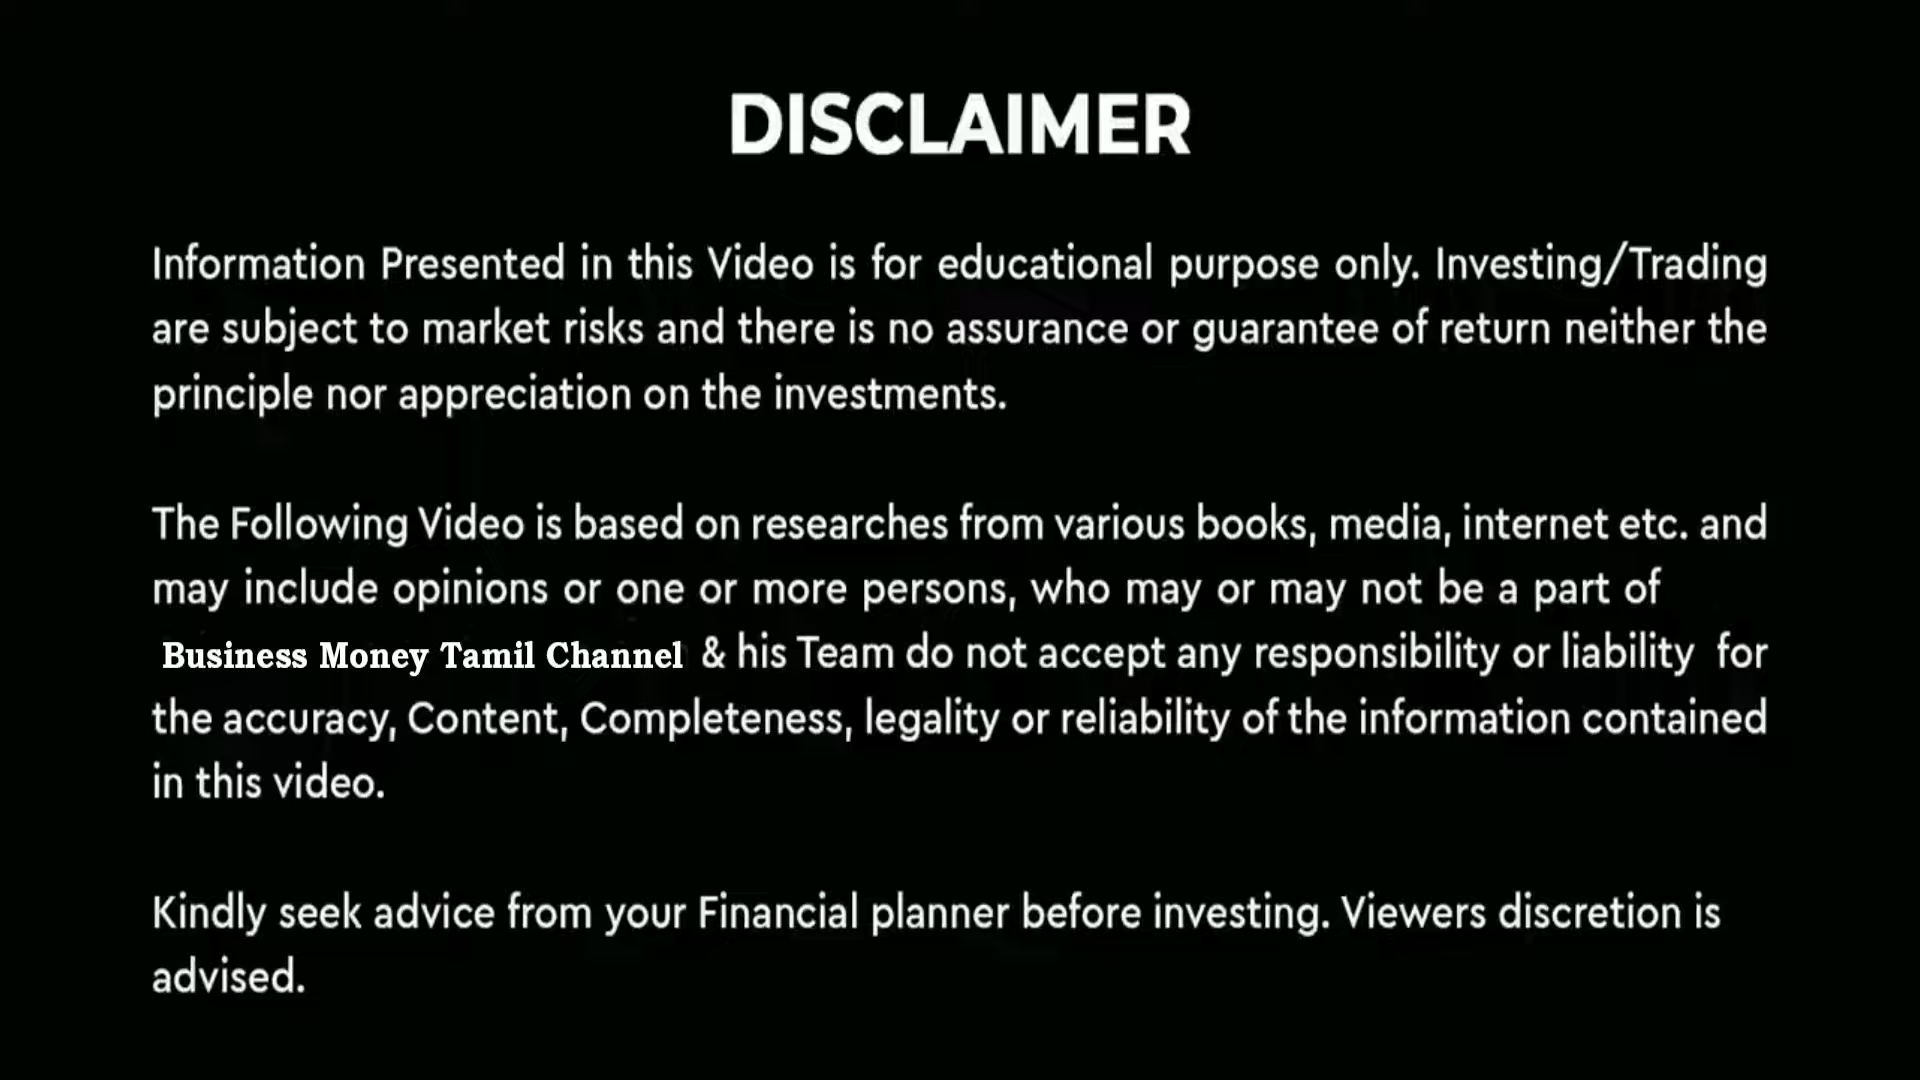 DISCLAIMER
Information Presented in this Video is for educational purpose only. Investing/Trading
are subject to market risks and there is no assurance or guarantee of return neither the
principle nor appreciation on the investments.
The Following Video is based on researches from various books, media, internet etc. and
may include opinions or one or more persons, who may or may not be a part of
Business Money Tamil Channel & his Team do not accept any responsibility or liability for
the accuracy, Content, Completeness, legality or reliability of the information contained
in this video.
Kindly seek advice from your Financial planner before investing. Viewers discretion is
advised.